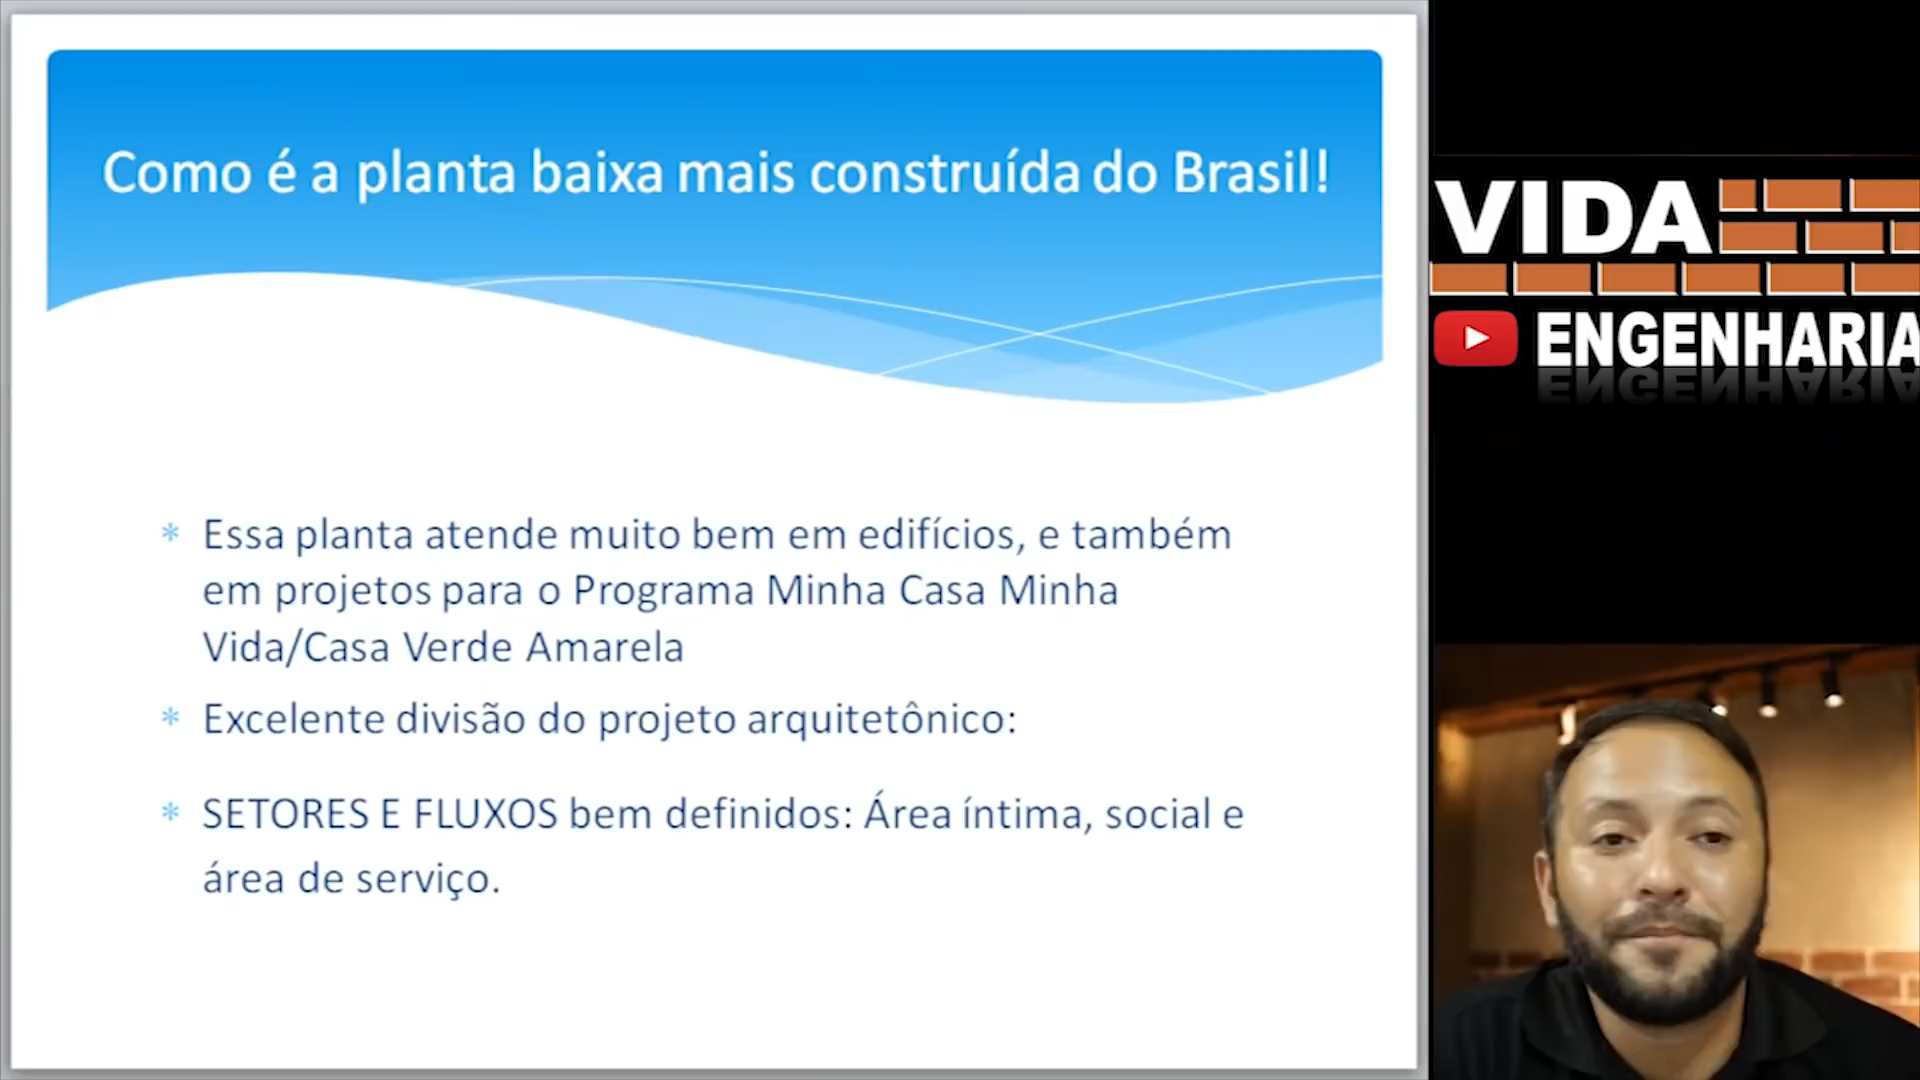 Como é a planta baixa mais construída do Brasil!
Essa planta atende muito bem em edifícios, e também
em projetos para o Programa Minha Casa Minha
Vida/Casa Verde Amarela
Excelente divisão do projeto arquitetônico:
SETORES E FLUXOS bem definidos: Área íntima, social e
área de serviço.
VIDA
ENGENHARIA